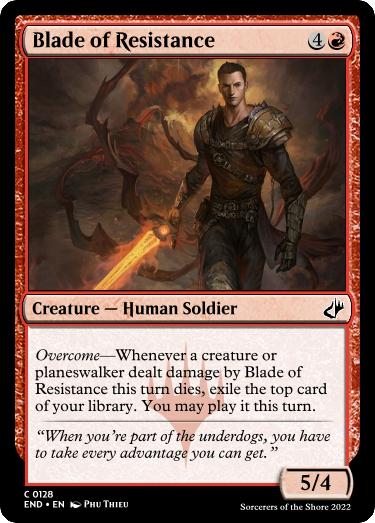 Blade of Resistance 4
Creature — Human Soldier
Overcome—Whenever a creature or
planeswalker dealt damage by Blade of
Resistance this turn dies, exile the top card
of your library. You may play it this turn.
“When you’re part of the underdogs, you have
to take every advantage you can get.”
5/4
C 0128
END • EN Phu Thieu
Sorcerers of the Shore 2022